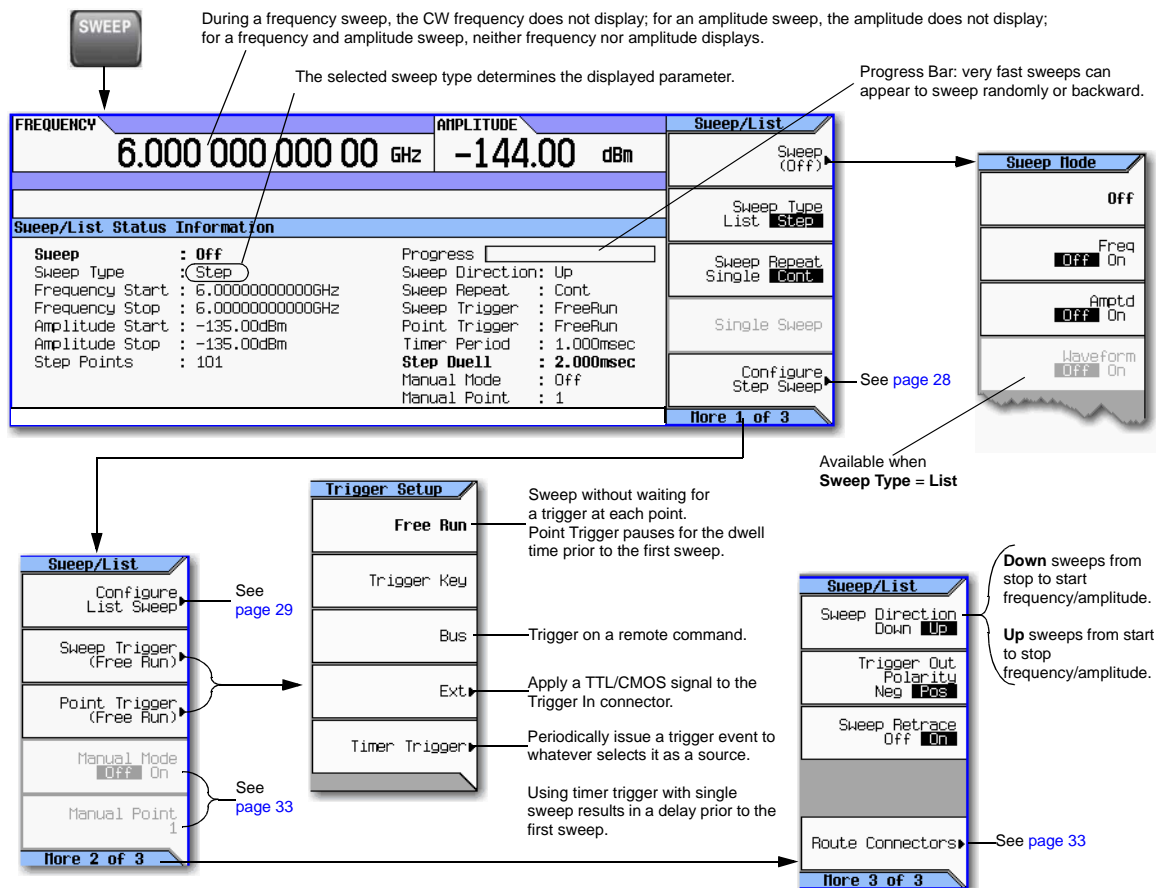 SWEEP
During a frequency sweep, the CW frequency does not display; for an amplitude sweep, the amplitude does not display;
for a frequency and amplitude sweep, neither frequency nor amplitude displays.
The selected sweep type determines the displayed parameter.
Progress Bar: very fast sweeps can
appear to sweep randomly or backward.
FREQUENCY
6.000 000 000 00 GHz
AMPLITUDE
-144.00 dBm
Sweep/List Status Information
Sweep : Off
Sweep Type : Step
Frequency Start : 6.00000000000GHz
Frequency Stop : 6.00000000000GHz
Amplitude Start : -135.00dBm
Amplitude Stop : -135.00dBm
Step Points : 101
Progress
Sweep Direction: Up
Sweep Repeat : Cont
Sweep Trigger : FreeRun
Point Trigger : FreeRun
Timer Period : 1.000msec
Step Dwell : 2.000msec
Manual Mode : Off
Manual Point : 1
Sweep/List
Sweep
(Off)
Sweep Type
List Step
Sweep Repeat
Single Cont
Single Sweep
Configure
Step Sweep
More 1 of 3
See page 28
Sweep Mode
Off
Freq
Off On
Amptd
Off On
Waveform
Off On
Available when
Sweep Type = List
Sweep/List
Configure
List Sweep
Sweep Trigger
(Free Run)
Point Trigger
(Free Run)
Manual Mode
Off On
Manual Point
1
More 2 of 3
See
page 29
See
page 33
Trigger Setup
Free Run
Trigger Key
Bus
Ext
Timer Trigger
Sweep without waiting for
a trigger at each point.
Point Trigger pauses for the dwell
time prior to the first sweep.
Trigger on a remote command.
Apply a TTL/CMOS signal to the
Trigger In connector.
Periodically issue a trigger event to
whatever selects it as a source.
Using timer trigger with single
sweep results in a delay prior to the
first sweep.
Sweep/List
Sweep Direction
Down Up
Trigger Out
Polarity
Neg Pos
Sweep Retrace
Off On
Route Connectors
More 3 of 3
Down sweeps from
stop to start
frequency/amplitude.
Up sweeps from start
to stop
frequency/amplitude.
See page 33